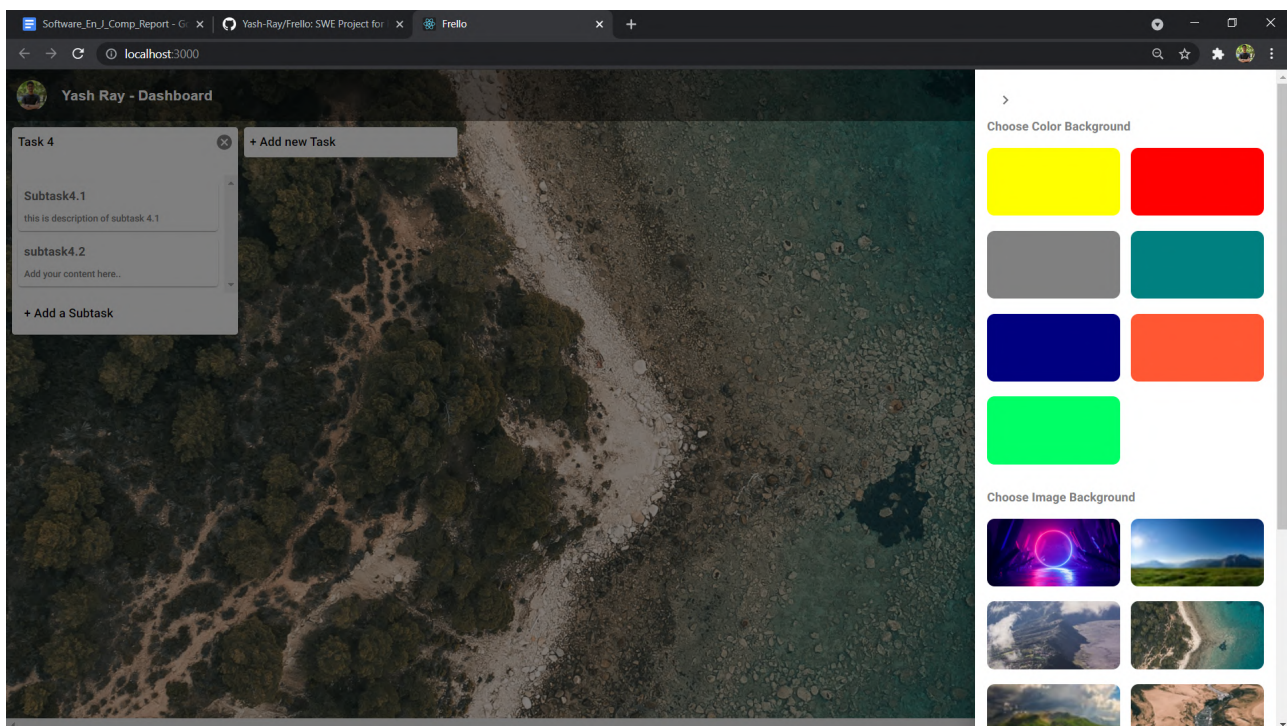 Software_En_J_Comp_Report - Go
Yash-Ray/Frello: SWE Project for
Frello
localhost:3000
Yash Ray - Dashboard
Task 4
+ Add new Task
Subtask4.1
this is description of subtask 4.1
subtask4.2
Add your content here..
+ Add a Subtask
Choose Color Background
Choose Image Background